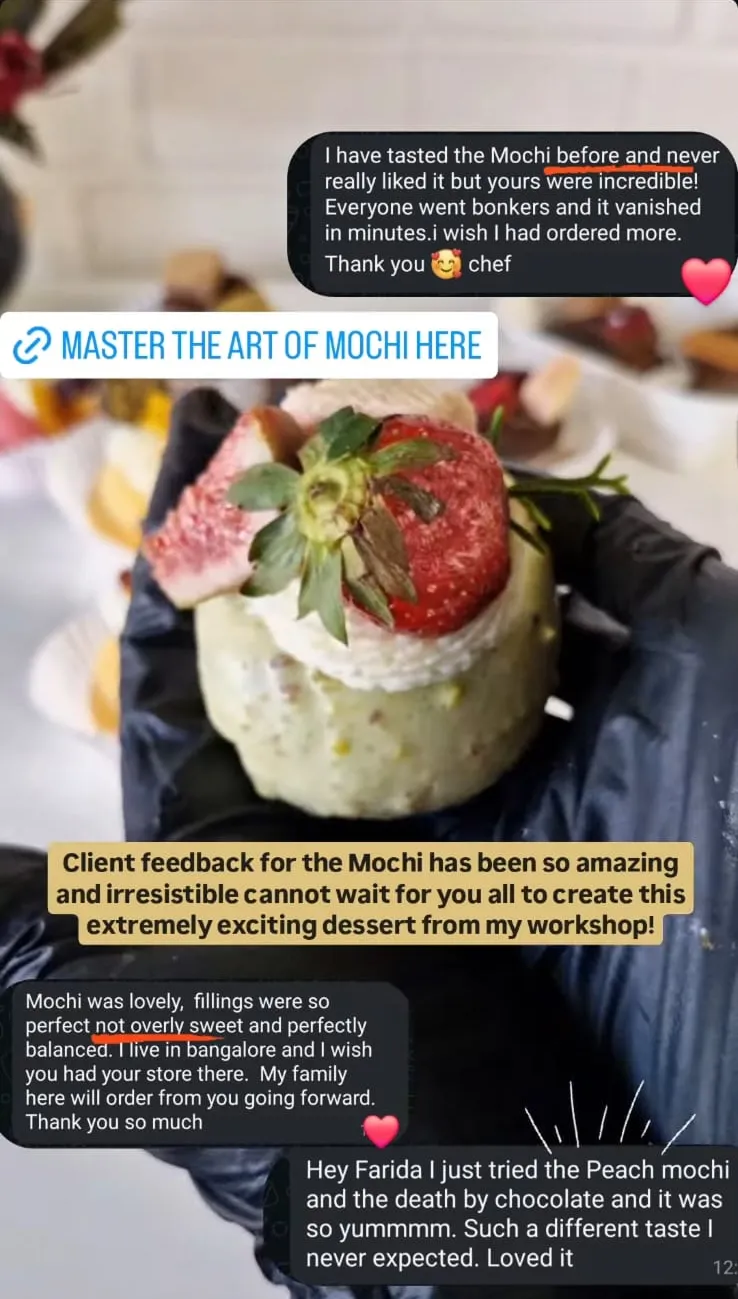 I have tasted the Mochi before and never
really liked it but yours were incredible!
Everyone went bonkers and it vanished
in minutes.i wish I had ordered more.
Thank you 🥰 chef
MASTER THE ART OF MOCHI HERE
Client feedback for the Mochi has been so amazing
and irresistible cannot wait for you all to create this
extremely exciting dessert from my workshop!
Mochi was lovely,  fillings were so
perfect not overly sweet and perfectly
balanced. I live in bangalore and I wish
you had your store there.  My family
here will order from you going forward.
Thank you so much
Hey Farida I just tried the Peach mochi
and the death by chocolate and it was
so yummmm. Such a different taste I
never expected. Loved it
12: